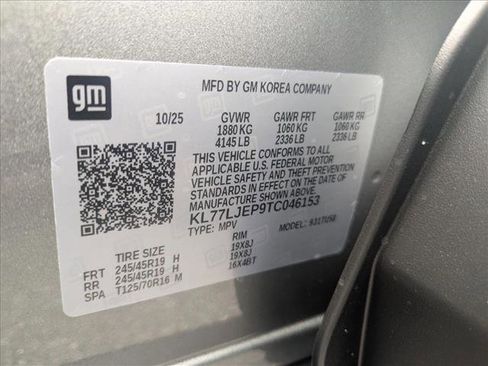 gm
MFD BY GM KOREA COMPANY
10/25 GVWR GAWR FRT GAWR RR
1880 KG 1060 KG 1060 KG
4145 LB 2336 LB 2336 LB
THIS VEHICLE CONFORMS TO ALL
APPLICABLE U.S. FEDERAL MOTOR
VEHICLE SAFETY AND THEFT PREVENTION
STANDARDS IN EFFECT ON THE DATE OF
MANUFACTURE SHOWN ABOVE.
KL77LJEP9TC046153
TYPE: MPV MODEL:
TIRE SIZE RIM
FRT 245/45R19 H 19X8J
RR 245/45R19 H 19X8J
SPA T125/70R16 M 16X4BT